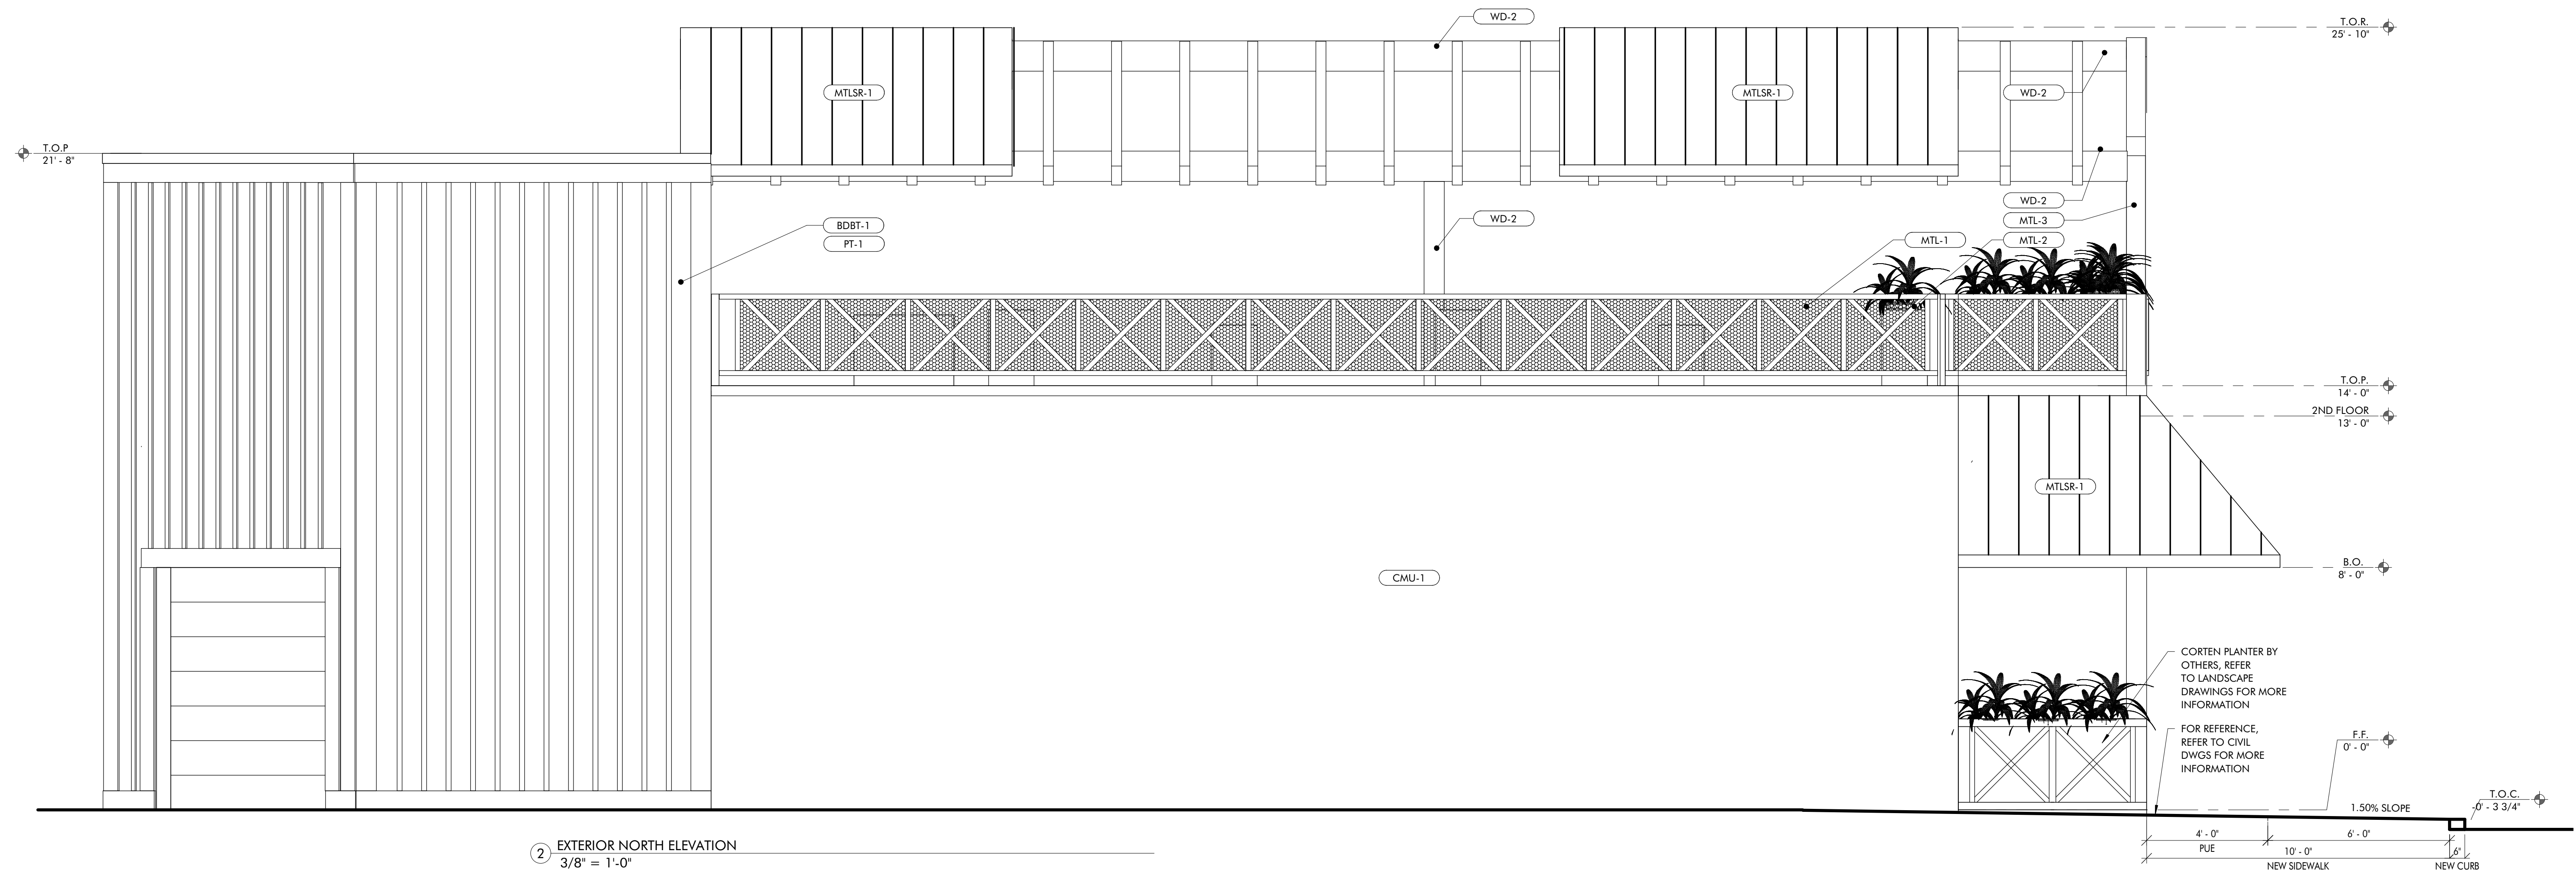 WD-2
T.O.R.
25' - 10"
MTLSR-1
MTLSR-1
WD-2
T.O.P
21' - 8"
WD-2
MTL-3
MTL-2
BDBT-1
PT-1
WD-2
MTL-1
T.O.P.
14' - 0"
2ND FLOOR
13' - 0"
MTLSR-1
B.O.
8' - 0"
CMU-1
CORTEN PLANTER BY
OTHERS, REFER
TO LANDSCAPE
DRAWINGS FOR MORE
INFORMATION
FOR REFERENCE,
REFER TO CIVIL
DWGS FOR MORE
INFORMATION
F.F.
0' - 0"
T.O.C.
-0' - 3 3/4"
1.50% SLOPE
4' - 0"
6' - 0"
PUE
10' - 0"
6"
NEW SIDEWALK
NEW CURB
2
EXTERIOR NORTH ELEVATION
3/8" = 1'-0"